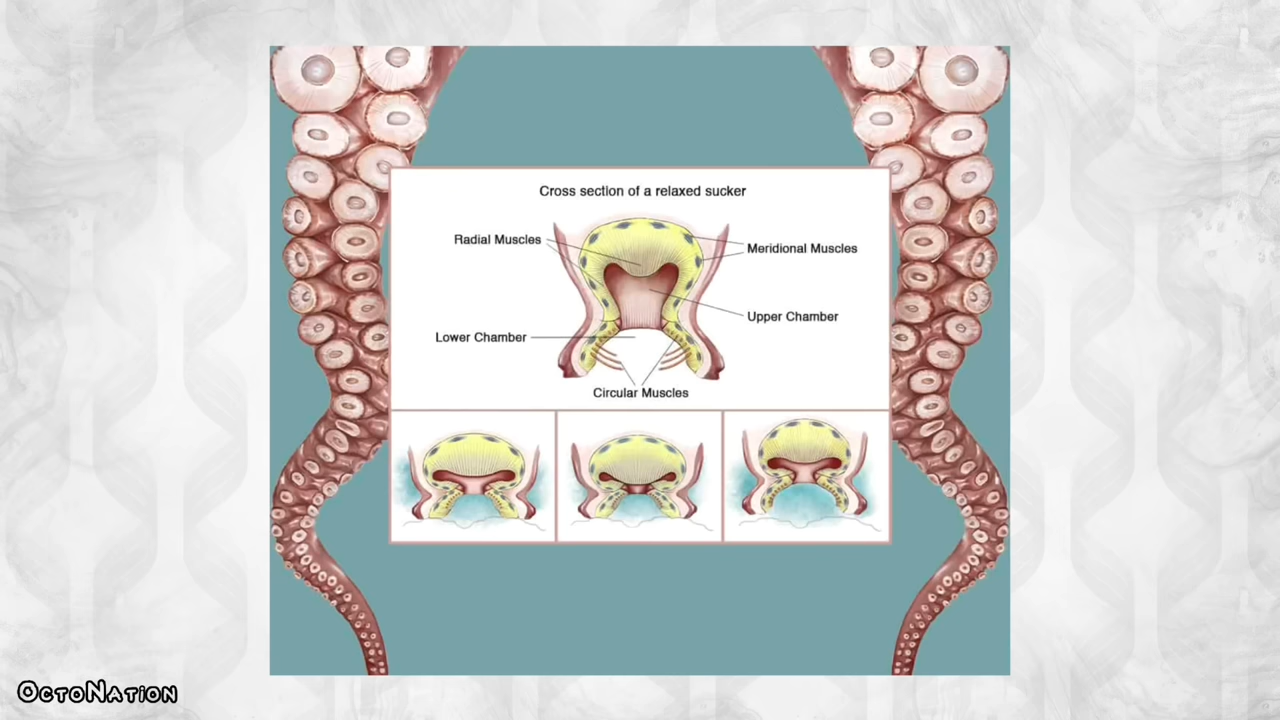 Cross section of a relaxed sucker
Radial Muscles
Meridional Muscles
Upper Chamber
Lower Chamber
Circular Muscles
OctoNation